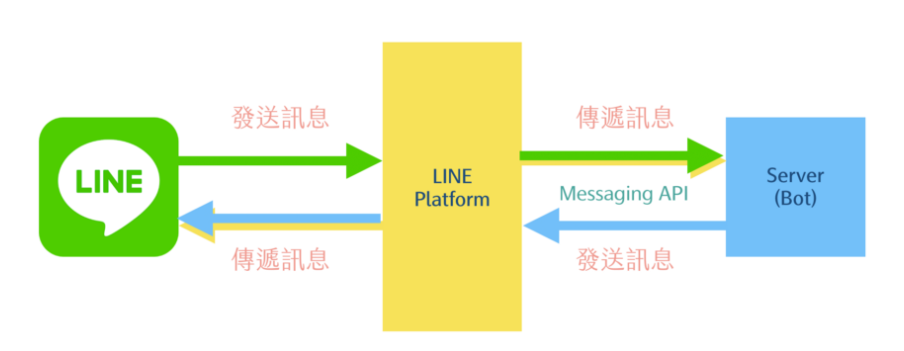 發送訊息
傳遞訊息
LINE
LINE
Platform
Messaging API
Server
(Bot)
傳遞訊息
發送訊息